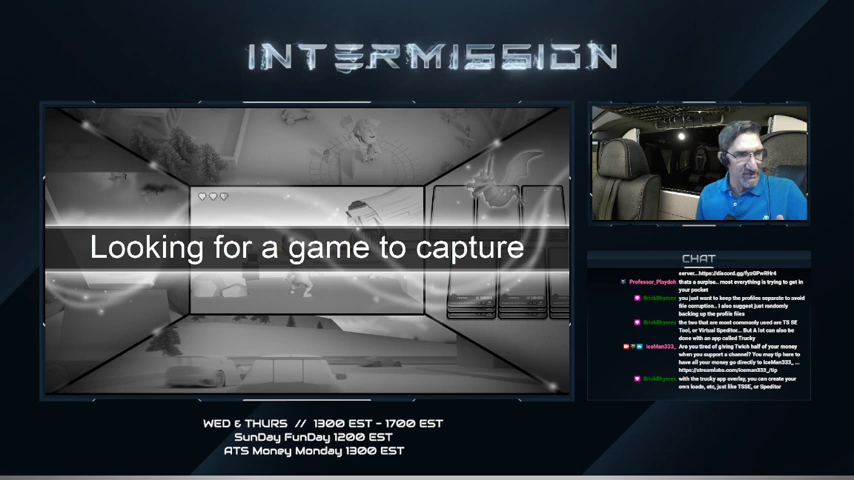 INTERMISSION
Looking for a game to capture
CHAT
server...https://discord.gg/fyz8PwRHr4
Professor_Playdoh thats a surprise.. most everything is trying to get in
your pocket
BrickRhynos you just want to keep the profiles separate to avoid
file corruption.. I also suggest just randomly
backing up the profile files
the two that are most commonly used are TS SE
Tool, or Virtual Speditor... But A lot can also be
done with an app called Trucky
IceMan333_ Are you tired of giving Twich half of your money
when you support a channel? You may tip here to
have all your money go directly to IceMan333_ ...
https://streamlabs.com/iceman333_/tip
with the trucky app overlay, you can create your
own loads, etc, just like TSSE, or Speditor
WED & THURS // 1300 EST - 1700 EST
SunDay FunDay 1200 EST
ATS Money Monday 1300 EST